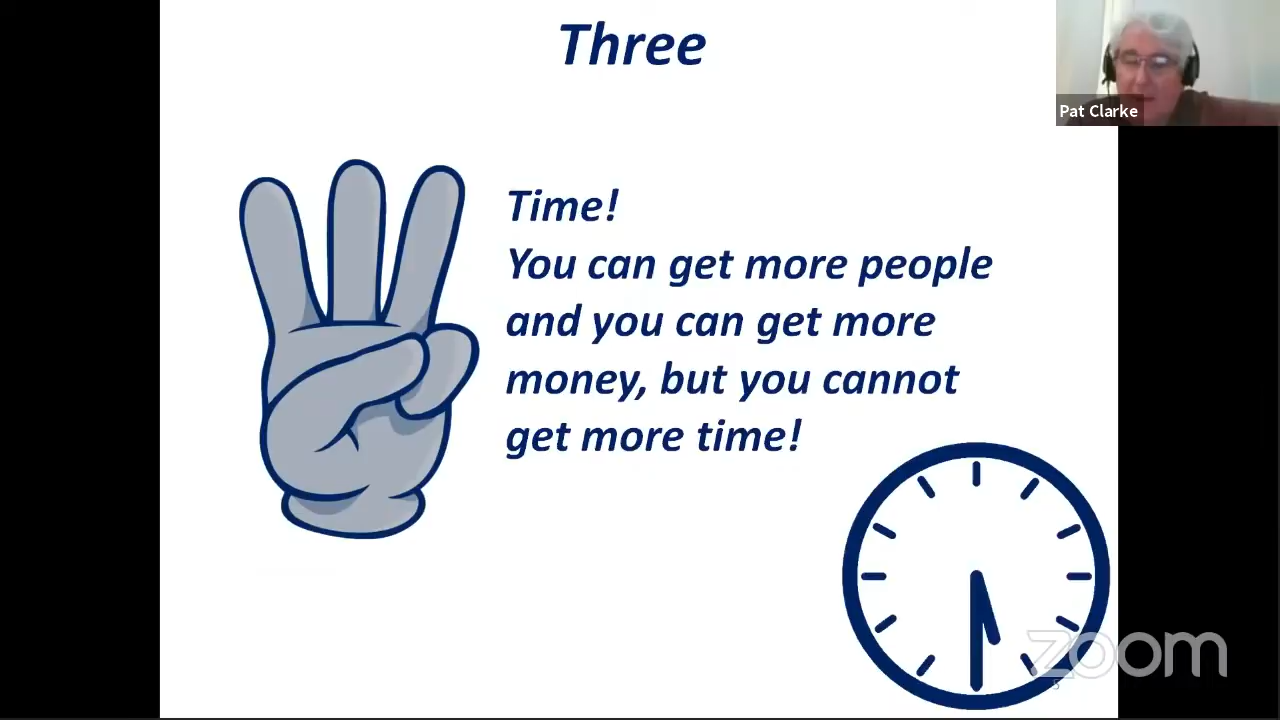 Three
Pat Clarke
Time!
You can get more people
and you can get more
money, but you cannot
get more time!
zoom